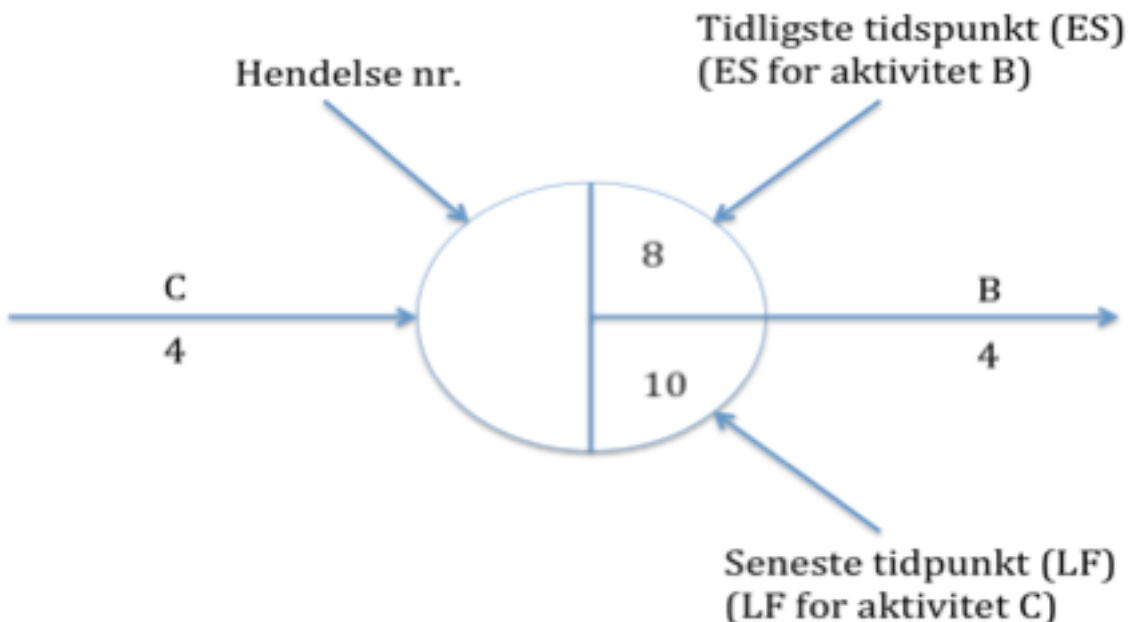 Tidligste tidspunkt (ES)
(ES for aktivitet B)
Hendelse nr.
8
C
B
4
4
10
Seneste tidpunkt (LF)
(LF for aktivitet C)